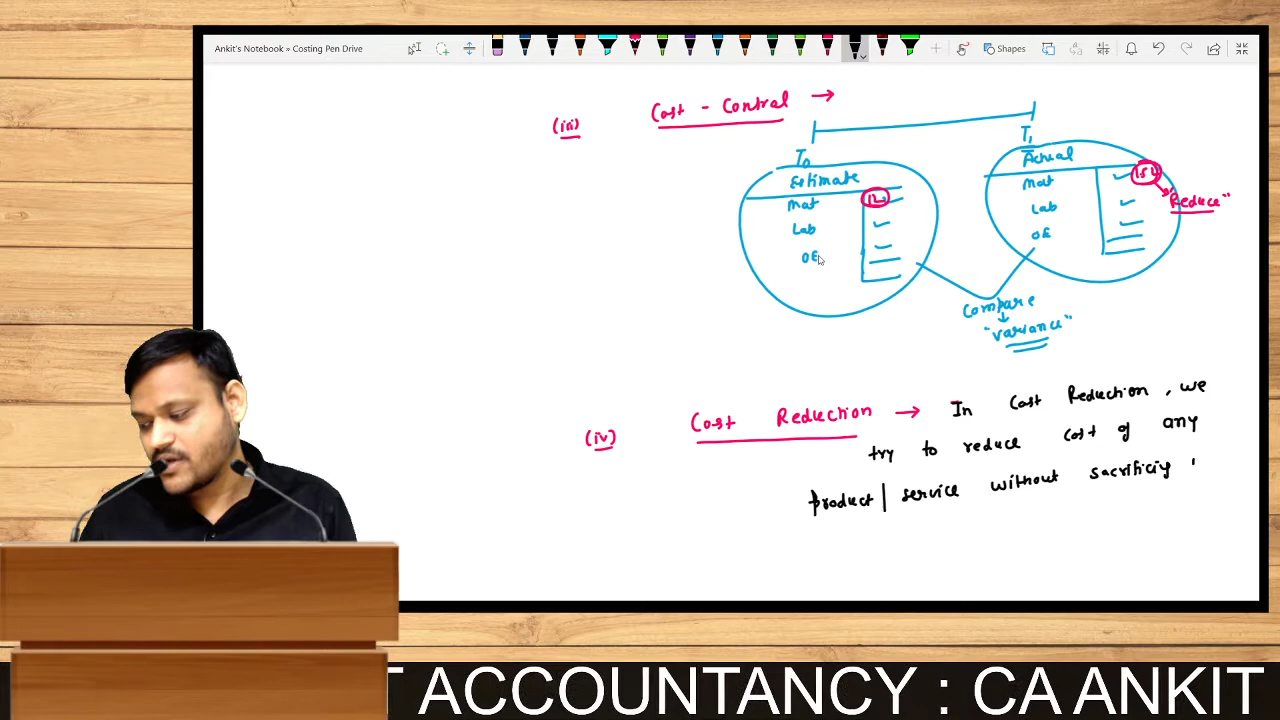 Ankit's Notebook » Costing Pen Drive
Shapes
(iii) Cost - Control →
T0 T1
Estimate
Mat 12
Lab
OE
Actual
Mat 15L
Lab
OE
"Reduce"
Compare
"variance"
(iv) Cost Reduction → In Cost Reduction, we
try to reduce cost of any
product | service without sacrificing
T ACCOUNTANCY : CA ANKIT